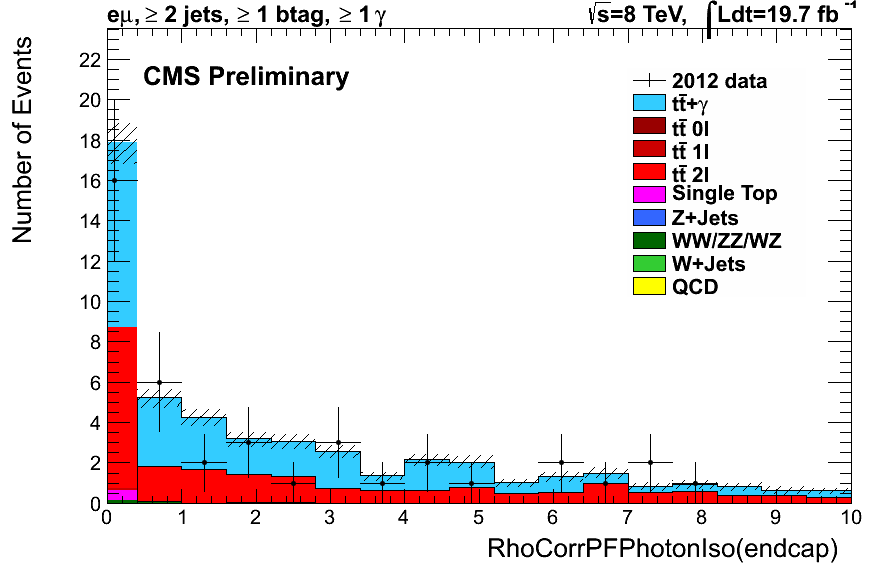 eμ, ≥ 2 jets, ≥ 1 btag, ≥ 1 γ
√s=8 TeV, ∫Ldt=19.7 fb⁻¹
CMS Preliminary
Number of Events
22
20
18
16
14
12
10
8
6
4
2
0
2012 data
tt̄+γ
tt̄ 0l
tt̄ 1l
tt̄ 2l
Single Top
Z+Jets
WW/ZZ/WZ
W+Jets
QCD
0 1 2 3 4 5 6 7 8 9 10
RhoCorrPFPhotonIso(endcap)